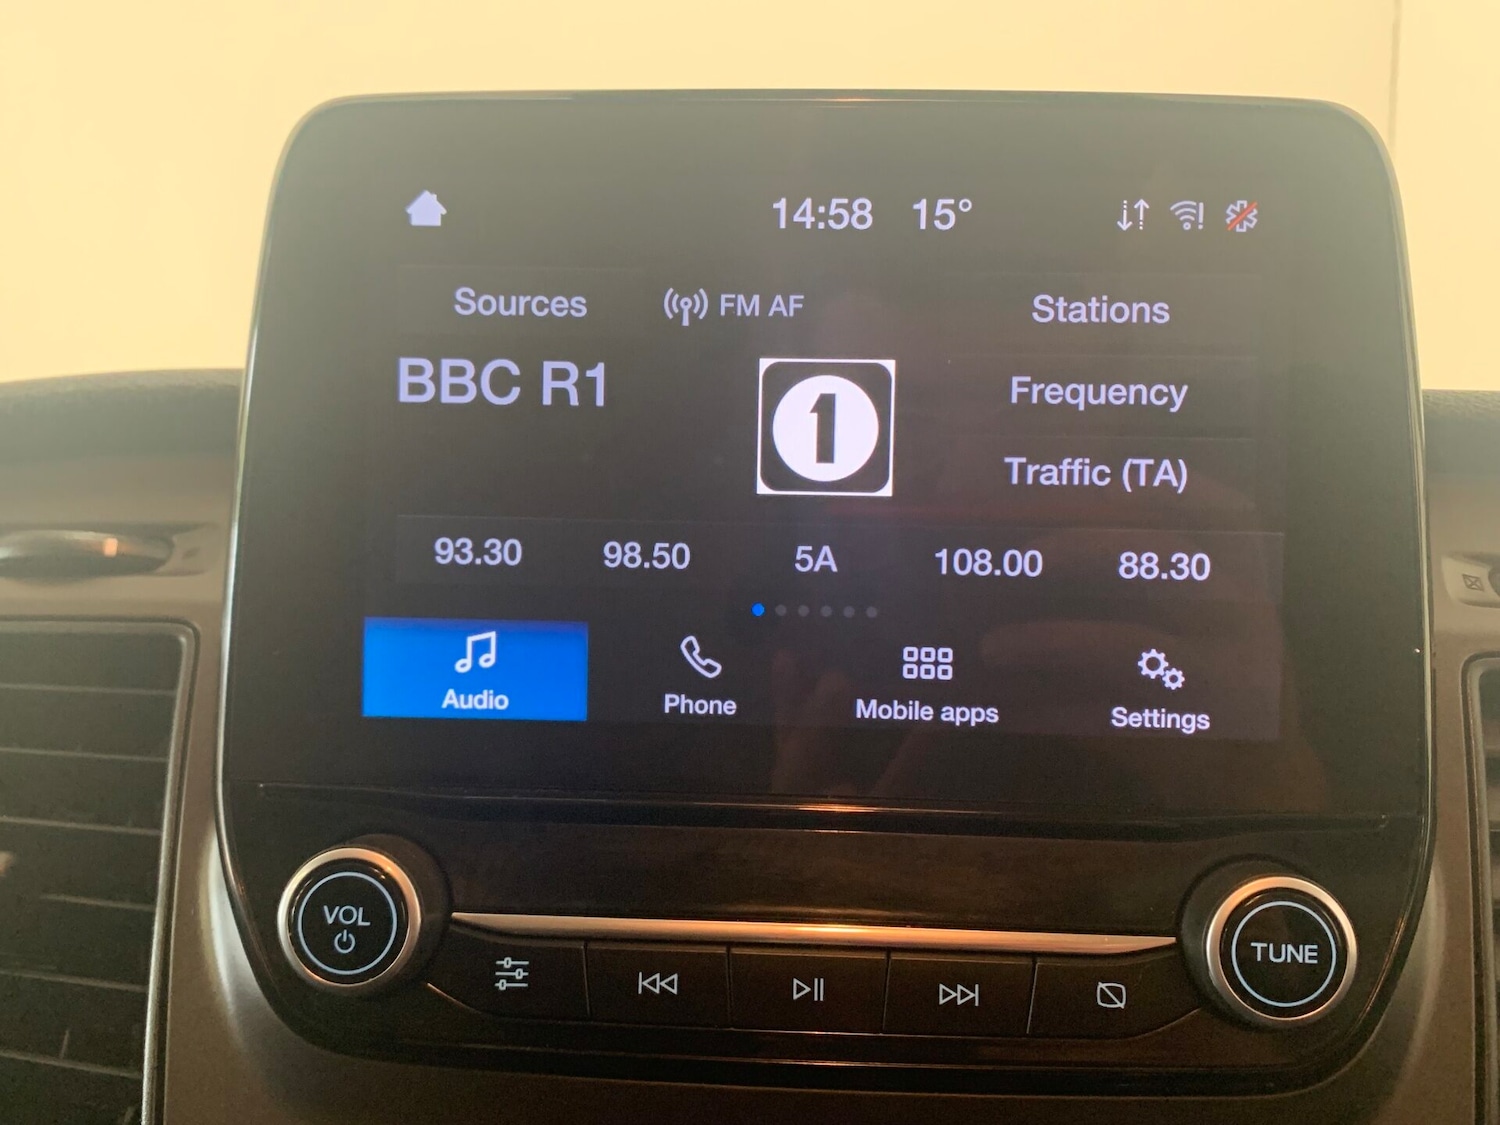 14:58 15°
Sources FM AF Stations
BBC R1
1
Frequency
Traffic (TA)
93.30 98.50 5A 108.00 88.30
Audio Phone Mobile apps Settings
VOL
TUNE